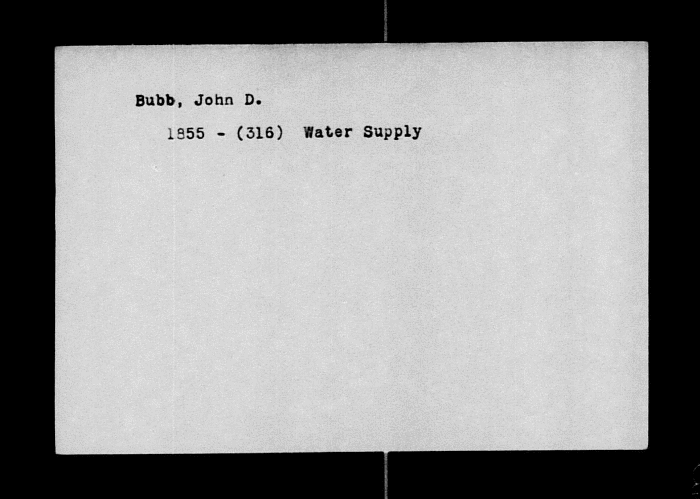 Bubb, John D.
1855 - (316) Water Supply